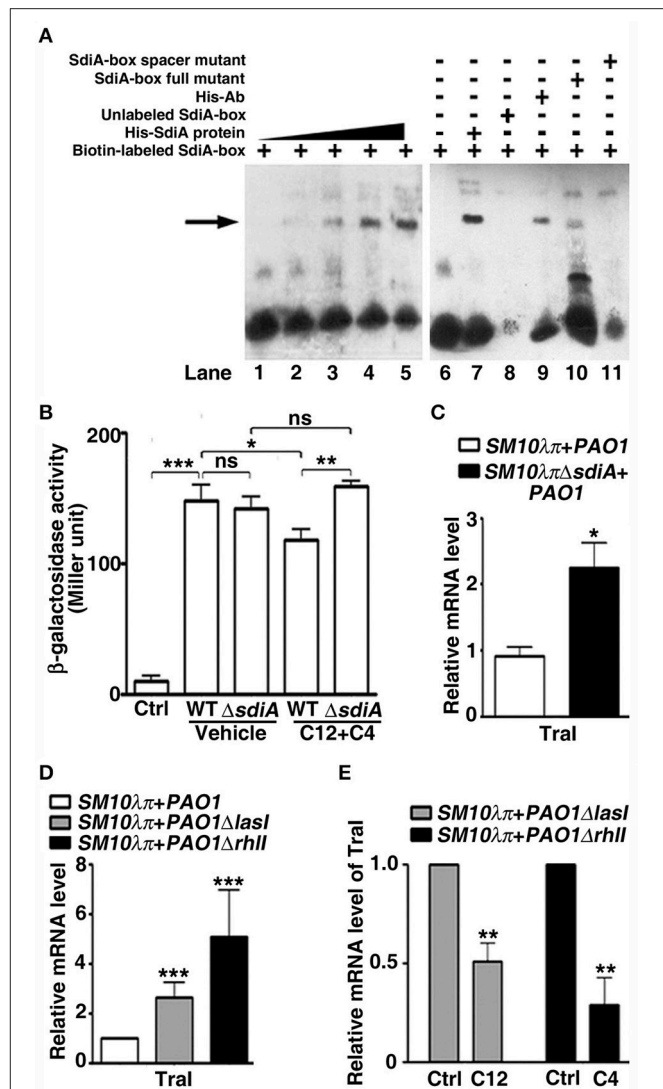 A
SdiA-box spacer mutant - - - - - +
SdiA-box full mutant - - - - + -
His-Ab - - - + - -
Unlabeled SdiA-box - - + - - -
His-SdiA protein - + - - - -
Biotin-labeled SdiA-box + + + + + + + + + + +
Lane 1 2 3 4 5 6 7 8 9 10 11
B
β-galactosidase activity
(Miller unit)
200
100
0
***
ns
*
**
ns
Ctrl WT ΔsdiA WT ΔsdiA
Vehicle C12+C4
C
SM10λπ+PAO1
SM10λπΔsdiA+
PAO1
Relative mRNA level
3
2
1
0
*
TraI
D
SM10λπ+PAO1
SM10λπ+PAO1ΔlasI
SM10λπ+PAO1ΔrhlI
Relative mRNA level
8
6
4
2
0
***
***
TraI
E
SM10λπ+PAO1ΔlasI
SM10λπ+PAO1ΔrhlI
Relative mRNA level of TraI
1.0
0.5
0
**
**
Ctrl C12 Ctrl C4